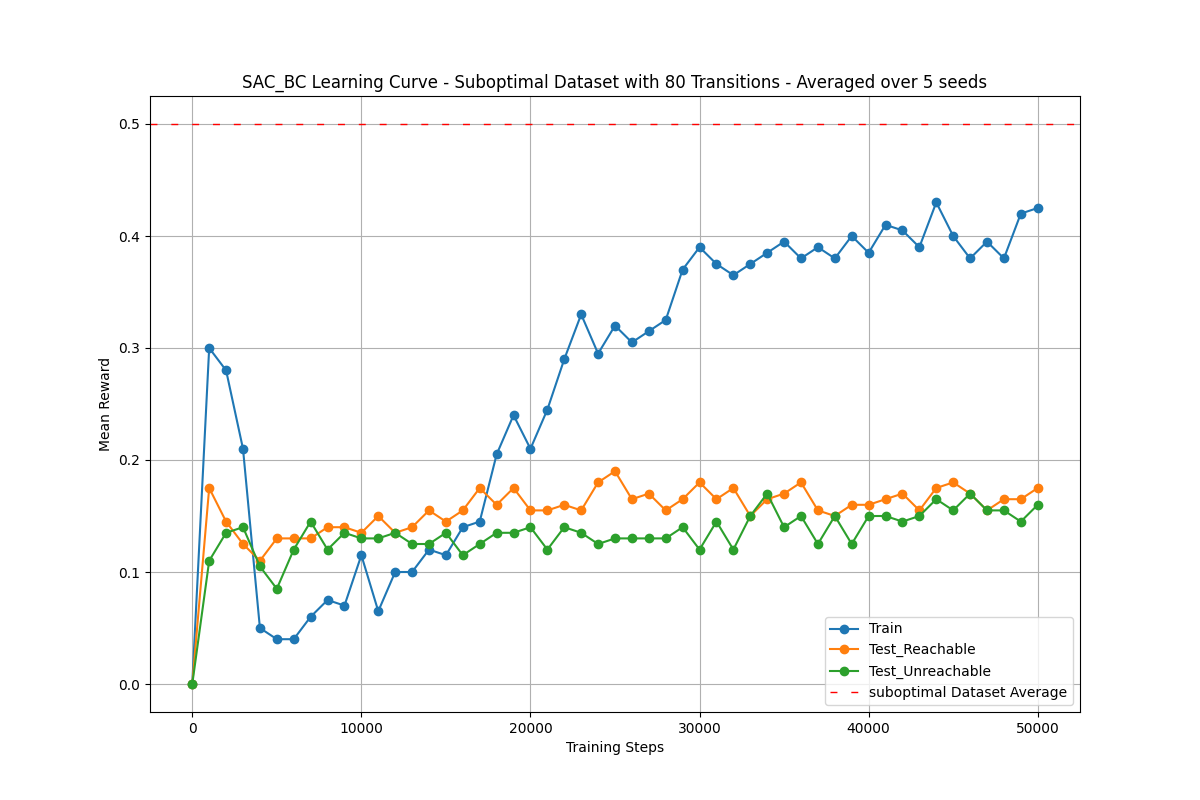 SAC_BC Learning Curve - Suboptimal Dataset with 80 Transitions - Averaged over 5 seeds
0.5
0.4
0.3
0.2
0.1
0.0
Mean Reward
Train
Test_Reachable
Test_Unreachable
suboptimal Dataset Average
0 10000 20000 30000 40000 50000
Training Steps